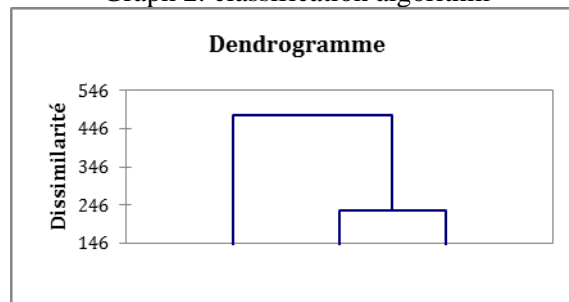 Graph 2: classification algorithm
Dendrogramme
Dissimilarité
546
446
346
246
146